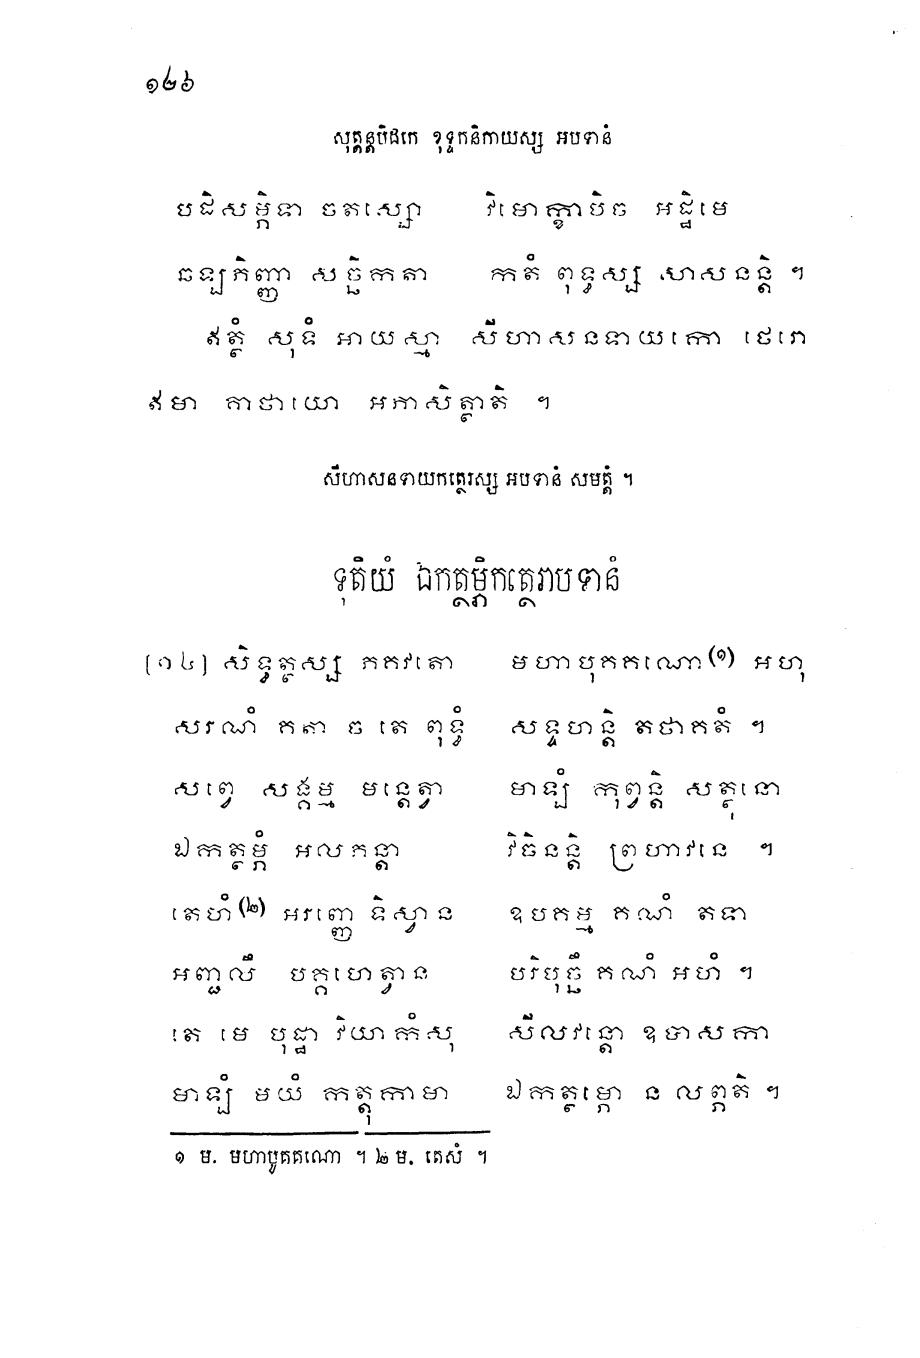 ១២៦
សុត្តន្តបិដកេ ខុទ្ទកនិកាយស្ស អបទានំ
បដិសម្ភិទា ចតស្សោ វិមោក្ខាបិច អដ្ឋិមេ
ឆឡភិញ្ញា សច្ឆិកតា កតំ ពុទ្ធស្ស សាសនន្តិ ។
ឥត្ថំ សុទំ អាយស្មា សីហាសនទាយកោ ថេរោ
ឥមា គាថាយោ អភាសិត្ថាតិ ។
សីហាសនទាយកត្ថេរស្ស អបទានំ សមត្តំ ។
ទុតិយំ ឯកត្ថម្ភិកត្ថេរាបទានំ
[១៤] សិទ្ធត្ថស្ស ភគវតោ មហាបុគគណោ(១) អហុ
សរណំ គតា ច តេ ពុទ្ធំ សទ្ទហន្តិ តថាគតំ ។
សព្វេ សង្គម្ម មន្តេត្វា មាឡំ កុព្វន្តិ សត្ថុនោ
ឯកត្ថម្ភំ អលភន្តា វិចិនន្តិ ព្រហាវនេ ។
តេហំ(២) អរញ្ញេ ទិស្វាន ឧបគម្ម គណំ តទា
អញ្ជលឹ បគ្គហេត្វាន បរិបុច្ឆឹ គណំ អហំ ។
តេ មេ បុដ្ឋា វិយាកំសុ សីលវន្តោ ឧបាសកា
មាឡំ មយំ កត្តុកាមា ឯកត្ថម្ភោ ន លព្ភតិ ។
១ ម. មហាបូគគណោ ។ ២ ម. តេសំ ។